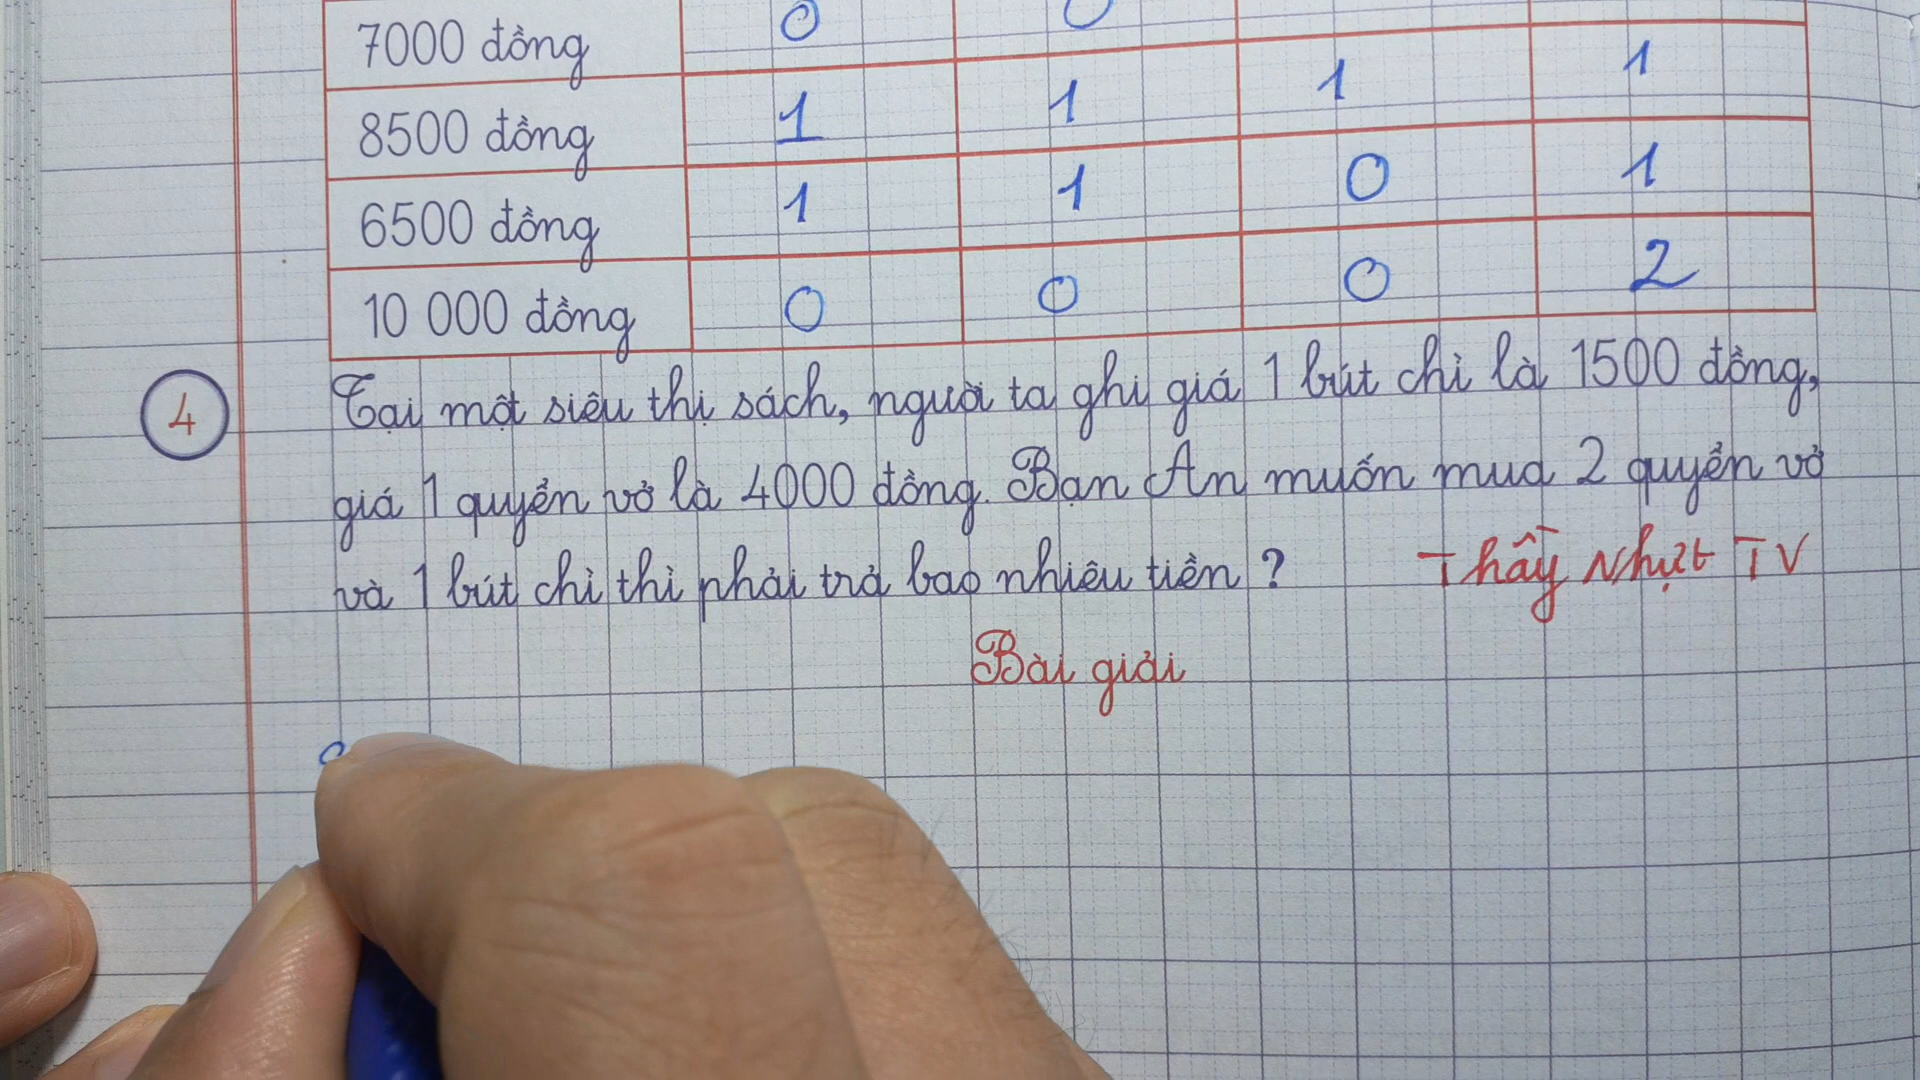 7000 đồng 0 0
8500 đồng 1 1 1 1
6500 đồng 1 1 0 1
10 000 đồng 0 0 0 2
4 Tại một siêu thị sách, người ta ghi giá 1 bút chì là 1500 đồng,
giá 1 quyển vở là 4000 đồng. Bạn An muốn mua 2 quyển vở
và 1 bút chì thì phải trả bao nhiêu tiền ? Thầy Nhựt TV
Bài giải